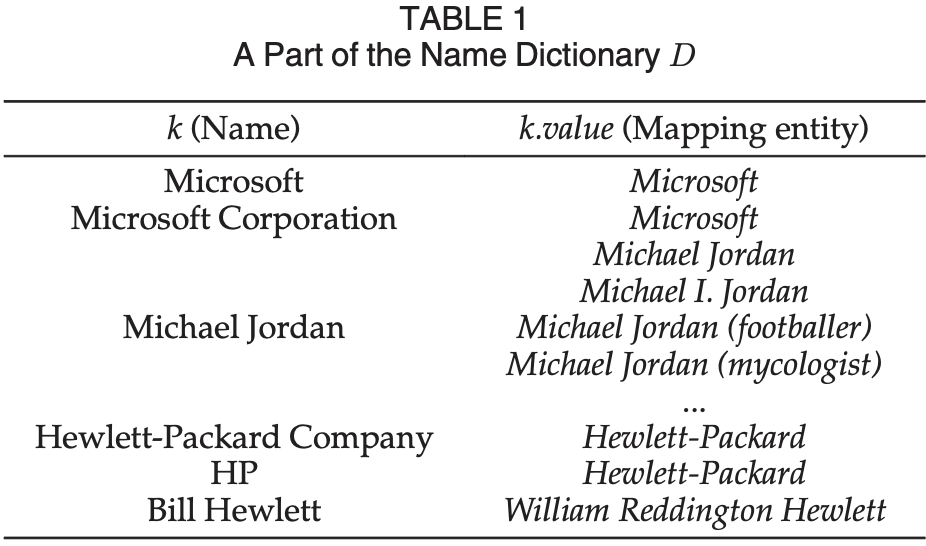 TABLE 1
A Part of the Name Dictionary D
k (Name) k.value (Mapping entity)
Microsoft Microsoft
Microsoft Corporation Microsoft
Michael Jordan
Michael I. Jordan
Michael Jordan Michael Jordan (footballer)
Michael Jordan (mycologist)
...
Hewlett-Packard Company Hewlett-Packard
HP Hewlett-Packard
Bill Hewlett William Reddington Hewlett